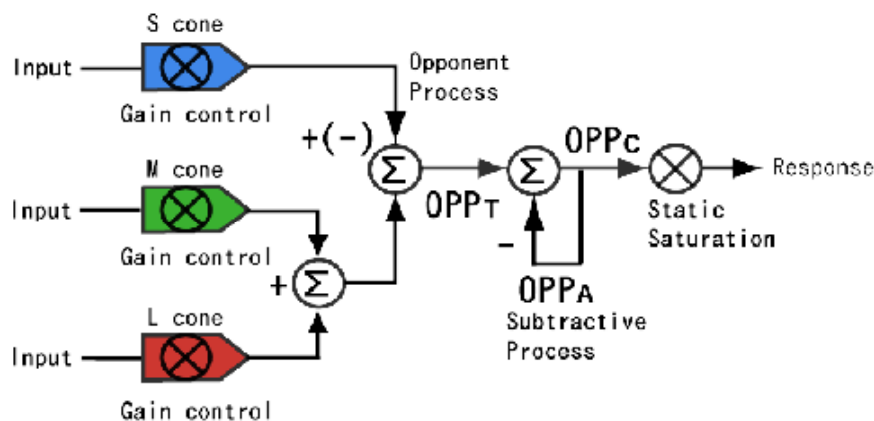 S cone
Input
Gain control
Opponent
Process
+(-)
Σ
M cone
Input
Gain control
OPPT
Σ
-
OPPC
Response
Static
Saturation
OPPA
Subtractive
Process
+
Σ
L cone
Input
Gain control